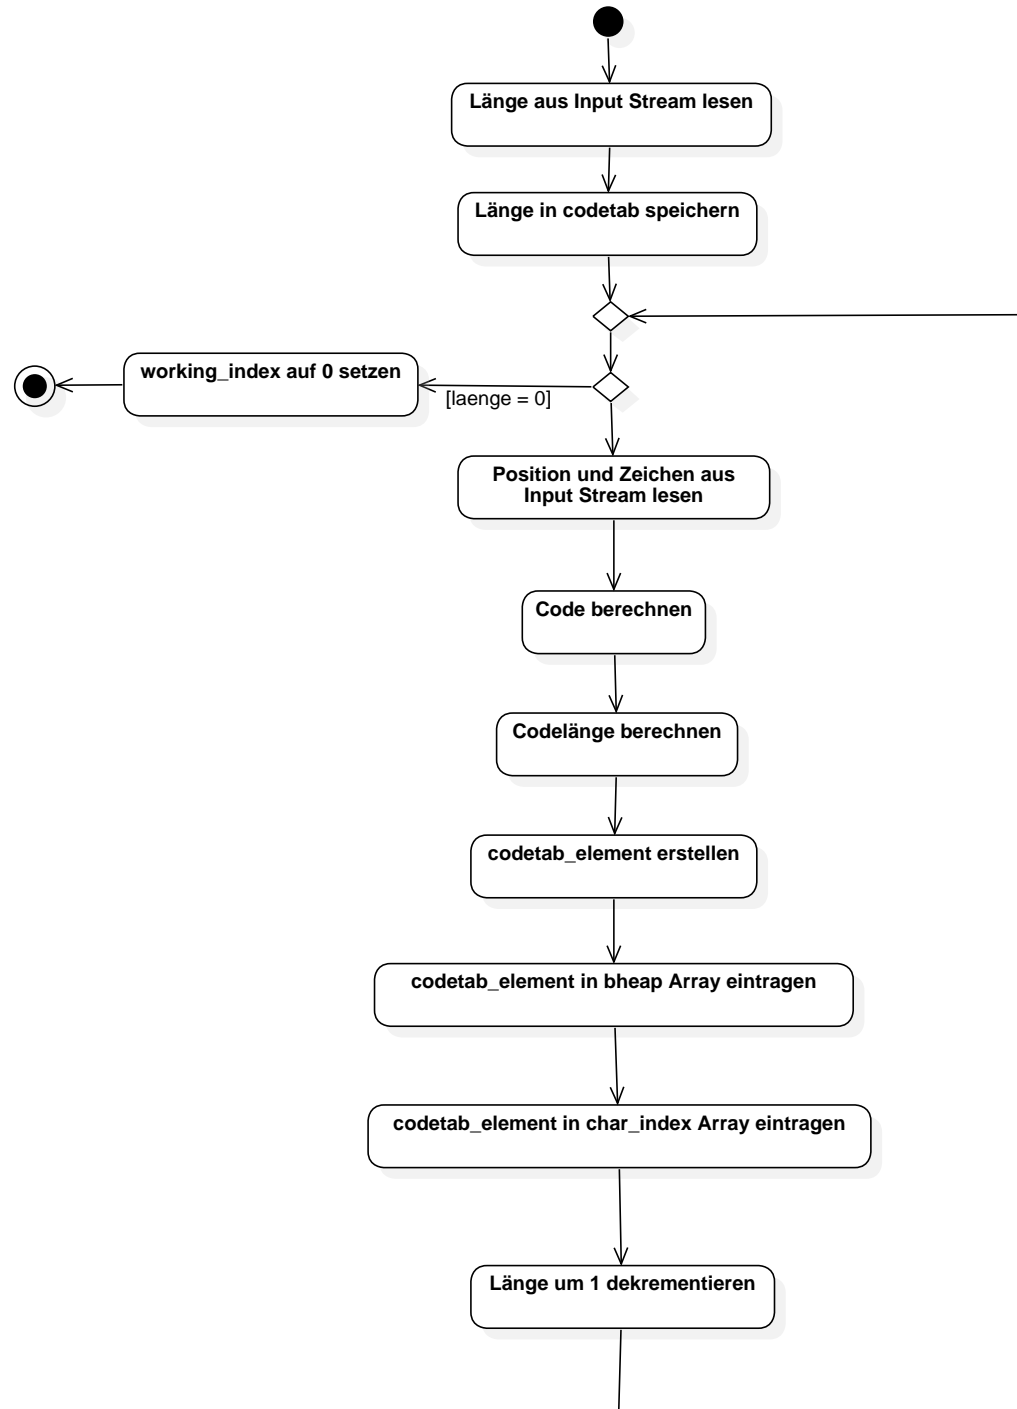 Länge aus Input Stream lesen
Länge in codetab speichern
working_index auf 0 setzen
[laenge = 0]
Position und Zeichen aus
Input Stream lesen
Code berechnen
Codelänge berechnen
codetab_element erstellen
codetab_element in bheap Array eintragen
codetab_element in char_index Array eintragen
Länge um 1 dekrementieren